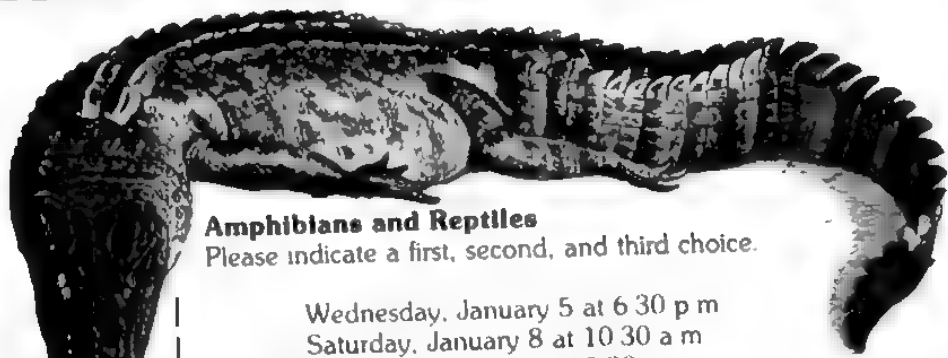 Amphibians and Reptiles
Please indicate a first, second, and third choice.
Wednesday, January 5 at 6 30 p m
Saturday, January 8 at 10 30 a m